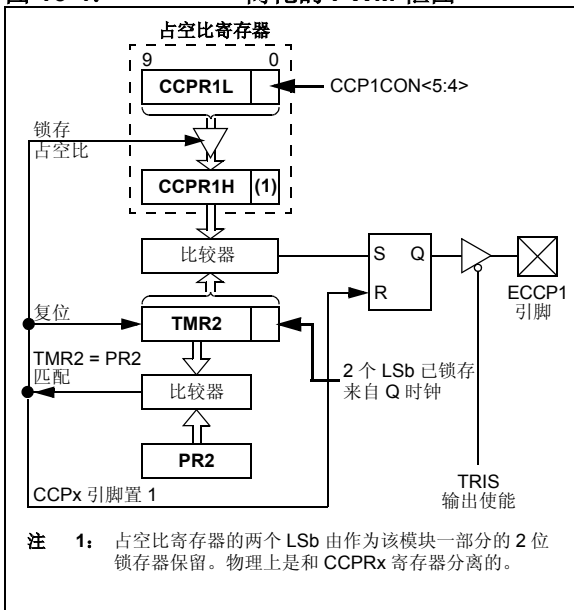 占空比寄存器
9 0
CCPR1L
CCP1CON<5:4>
锁存
占空比
CCPR1H (1)
比较器
S Q
R
ECCP1
引脚
复位
TMR2
TMR2 = PR2
匹配
2 个 LSb 已锁存
来自 Q 时钟
比较器
PR2
CCPx 引脚置 1
TRIS
输出使能
注 1: 占空比寄存器的两个 LSb 由作为该模块一部分的 2 位
锁存器保留。物理上是和 CCPRx 寄存器分离的。